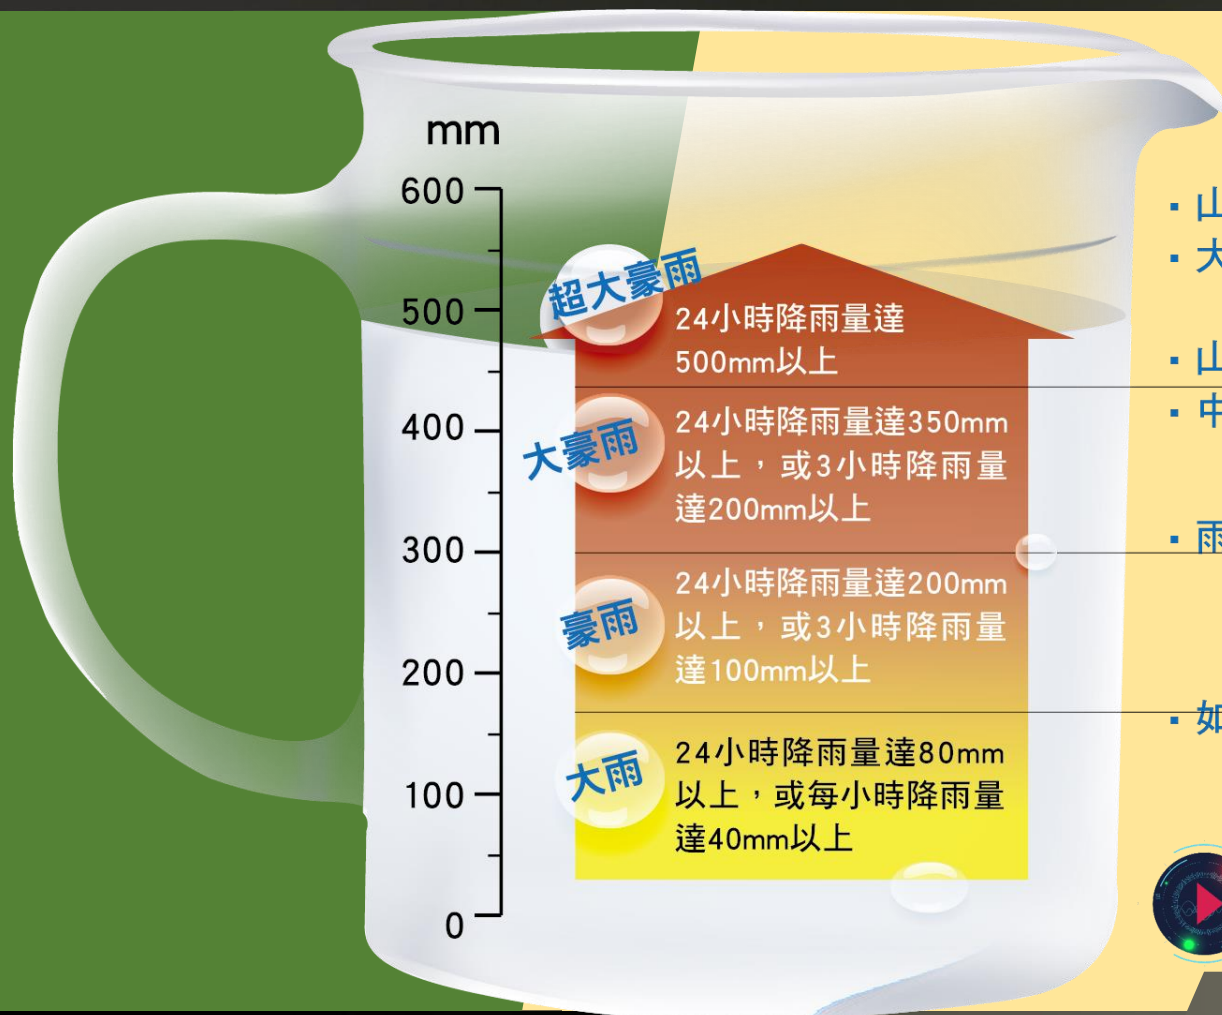 mm
600
500
400
300
200
100
0
超大豪雨
24小時降雨量達
500mm以上
大豪雨
24小時降雨量達350mm
以上，或3小時降雨量
達200mm以上
豪雨
24小時降雨量達200mm
以上，或3小時降雨量
達100mm以上
大雨
24小時降雨量達80mm
以上，或每小時降雨量
達40mm以上
▪ 山
▪ 大
▪ 山
▪ 中
▪ 雨
▪ 如